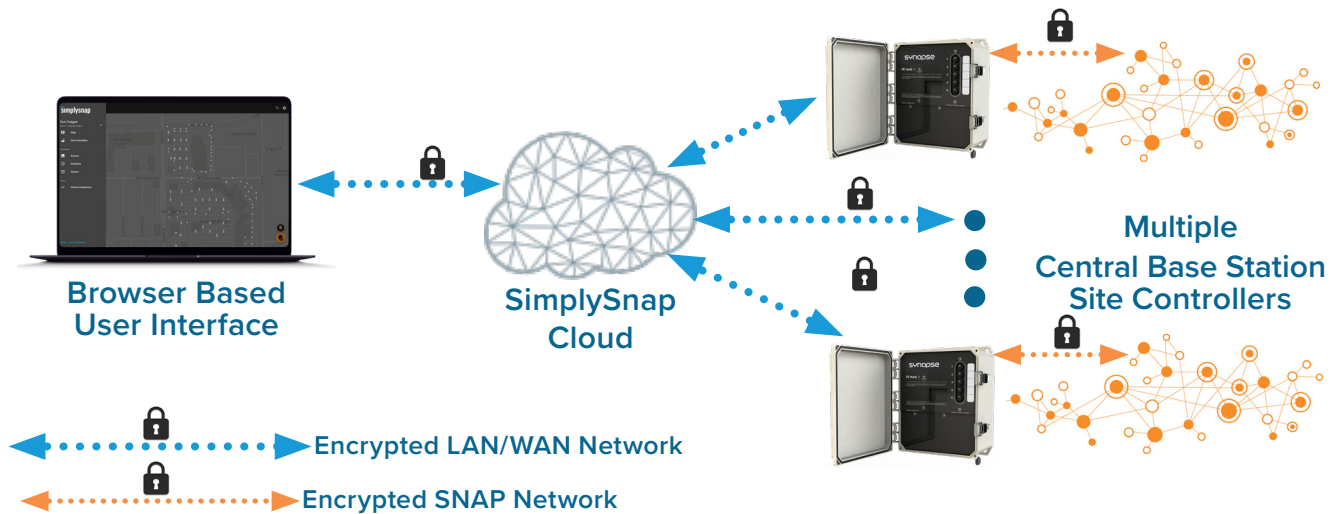 simplysnap
synapse
Multiple
Central Base Station
Site Controllers
Browser Based
User Interface
SimplySnap
Cloud
synapse
Encrypted LAN/WAN Network
Encrypted SNAP Network